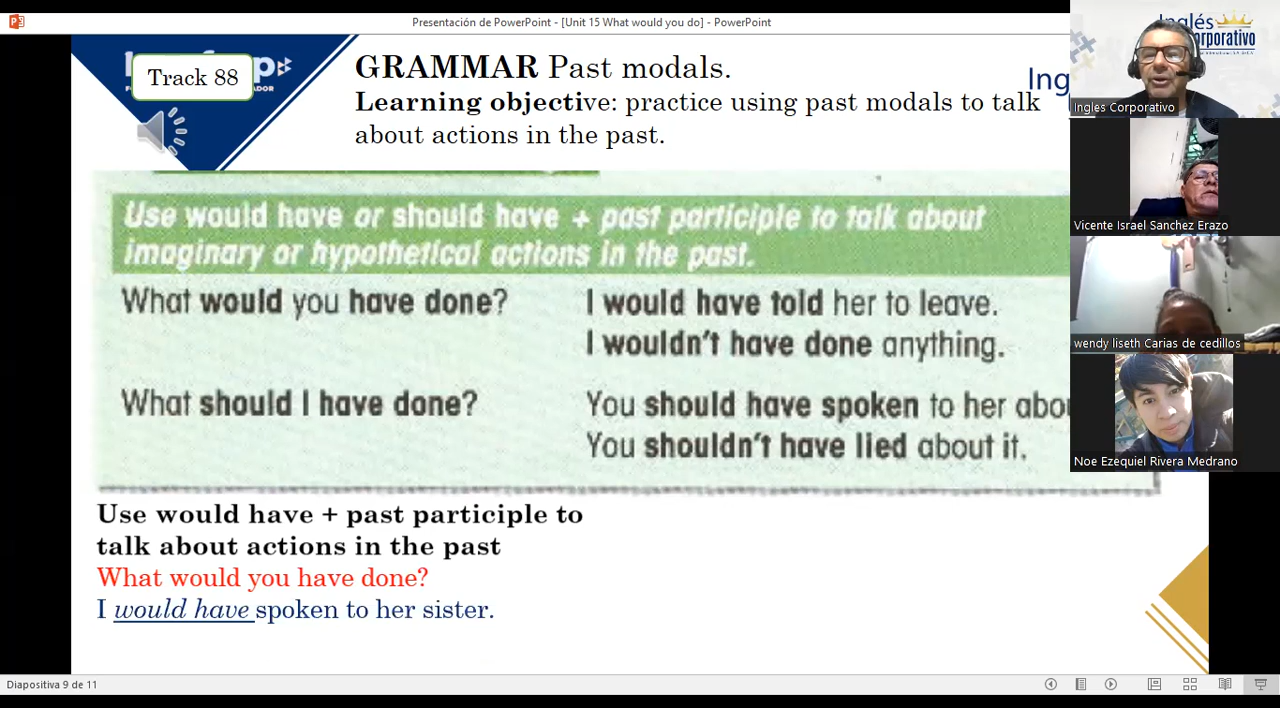 Presentación de PowerPoint - [Unit 15 What would you do] - PowerPoint
Track 88
GRAMMAR Past modals.
Learning objective: practice using past modals to talk
about actions in the past.
Use would have or should have + past participle to talk about
imaginary or hypothetical actions in the past.
What would you have done?
I would have told her to leave.
I wouldn't have done anything.
What should I have done?
You should have spoken to her
You shouldn't have lied about it.
Use would have + past participle to
talk about actions in the past
What would you have done?
I would have spoken to her sister.
Inglés
Ingles Corporativo
Vicente Israel Sanchez Erazo
wendy liseth Carias de cedillos
Noe Ezequiel Rivera Medrano
Diapositiva 9 de 11